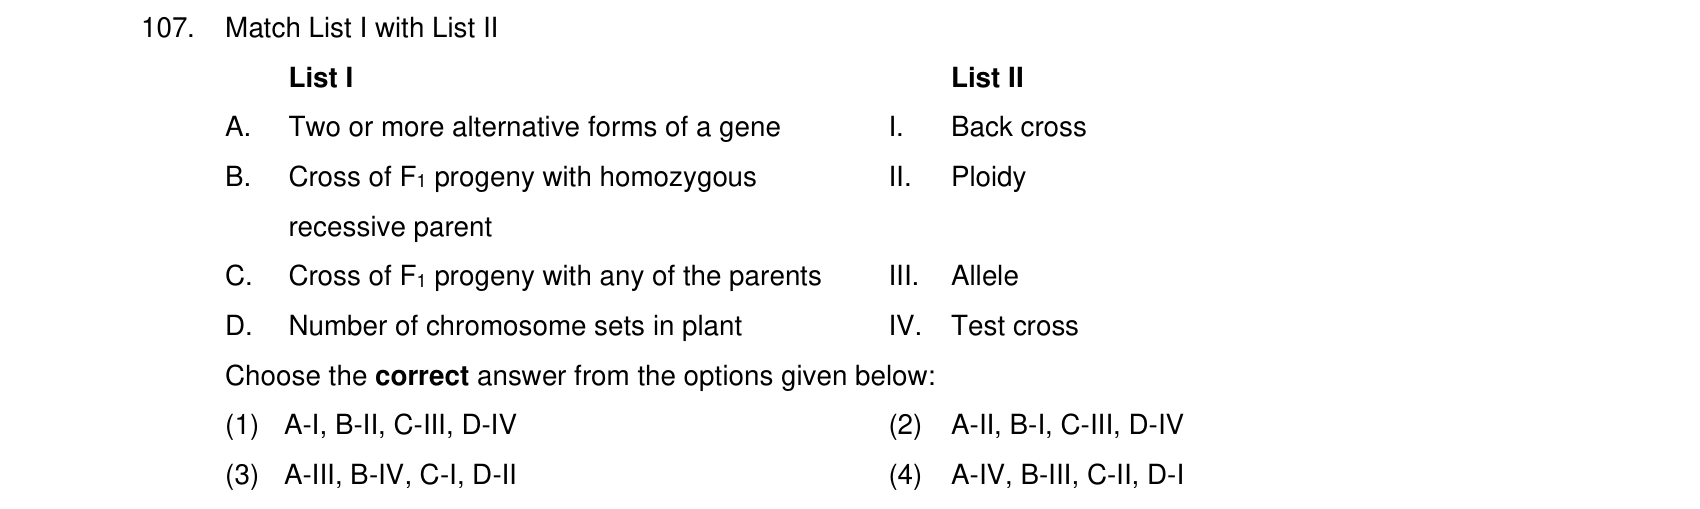 107. Match List I with List II
List I List II
A. Two or more alternative forms of a gene I. Back cross
B. Cross of F₁ progeny with homozygous II. Ploidy
recessive parent
C. Cross of F₁ progeny with any of the parents III. Allele
D. Number of chromosome sets in plant IV. Test cross
Choose the correct answer from the options given below:
(1) A-I, B-II, C-III, D-IV (2) A-II, B-I, C-III, D-IV
(3) A-III, B-IV, C-I, D-II (4) A-IV, B-III, C-II, D-I